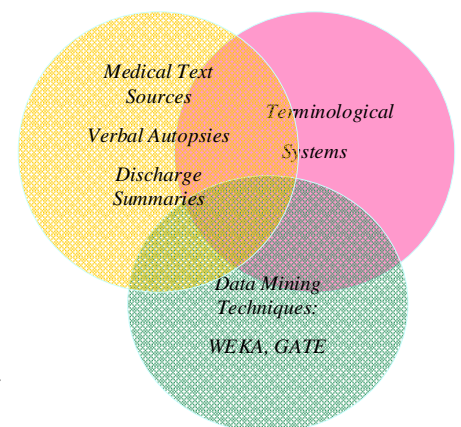 Medical Text
Sources
Verbal Autopsies
Discharge
Summaries
Terminological
Systems
Data Mining
Techniques:
WEKA, GATE